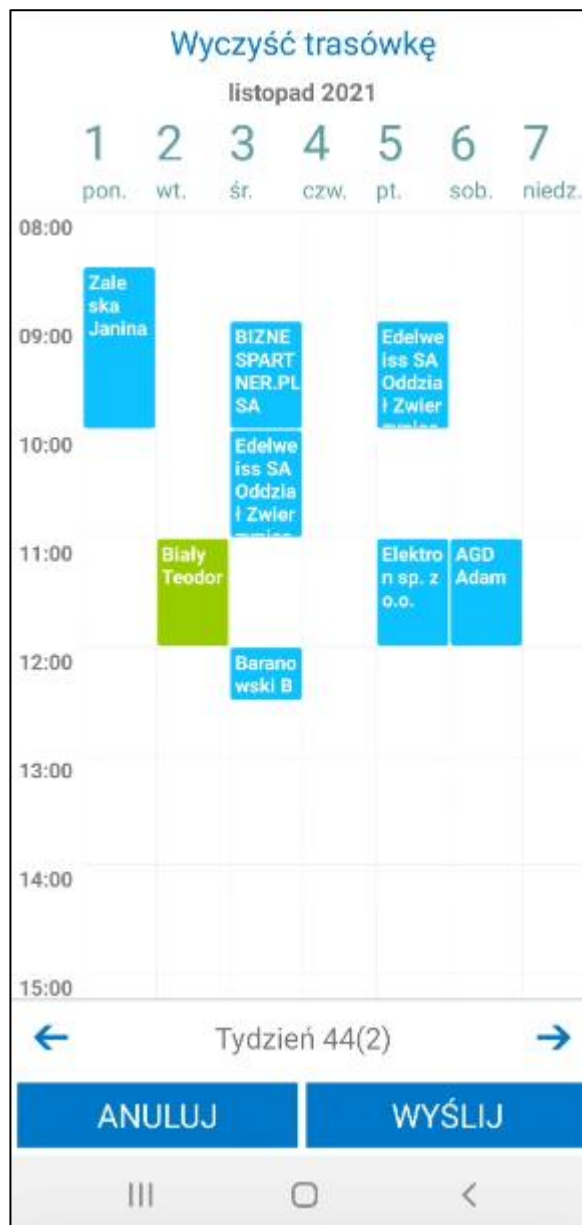 Wyczyść trasówkę
listopad 2021
1 2 3 4 5 6 7
pon. wt. śr. czw. pt. sob. niedz.
08:00
Zale
ska
Janina
09:00
BIZNE
SPART
NER.PL
SA
Edelwe
iss SA
Oddzia
ł Zwier
10:00
Edelwe
iss SA
Oddzia
ł Zwier
11:00
Biały
Teodor
Elektro
n sp. z
o.o.
AGD
Adam
12:00
Barano
wski B
13:00
14:00
15:00
Tydzień 44(2)
ANULUJ
WYŚLIJ